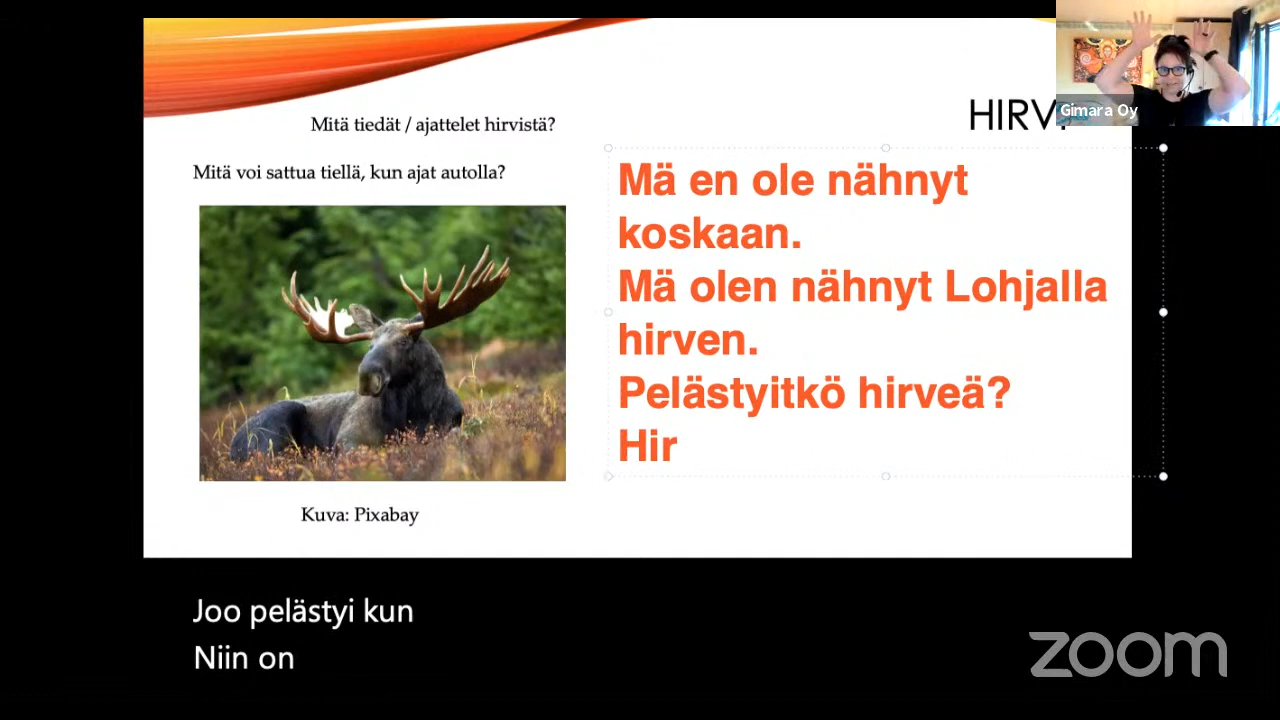 Gimara Oy
HIRVI
Mitä tiedät / ajattelet hirvistä?
Mitä voi sattua tiellä, kun ajat autolla?
Mä en ole nähnyt
koskaan.
Mä olen nähnyt Lohjalla
hirven.
Pelästyitkö hirveä?
Hir
Kuva: Pixabay
Joo pelästyi kun
Niin on
zoom